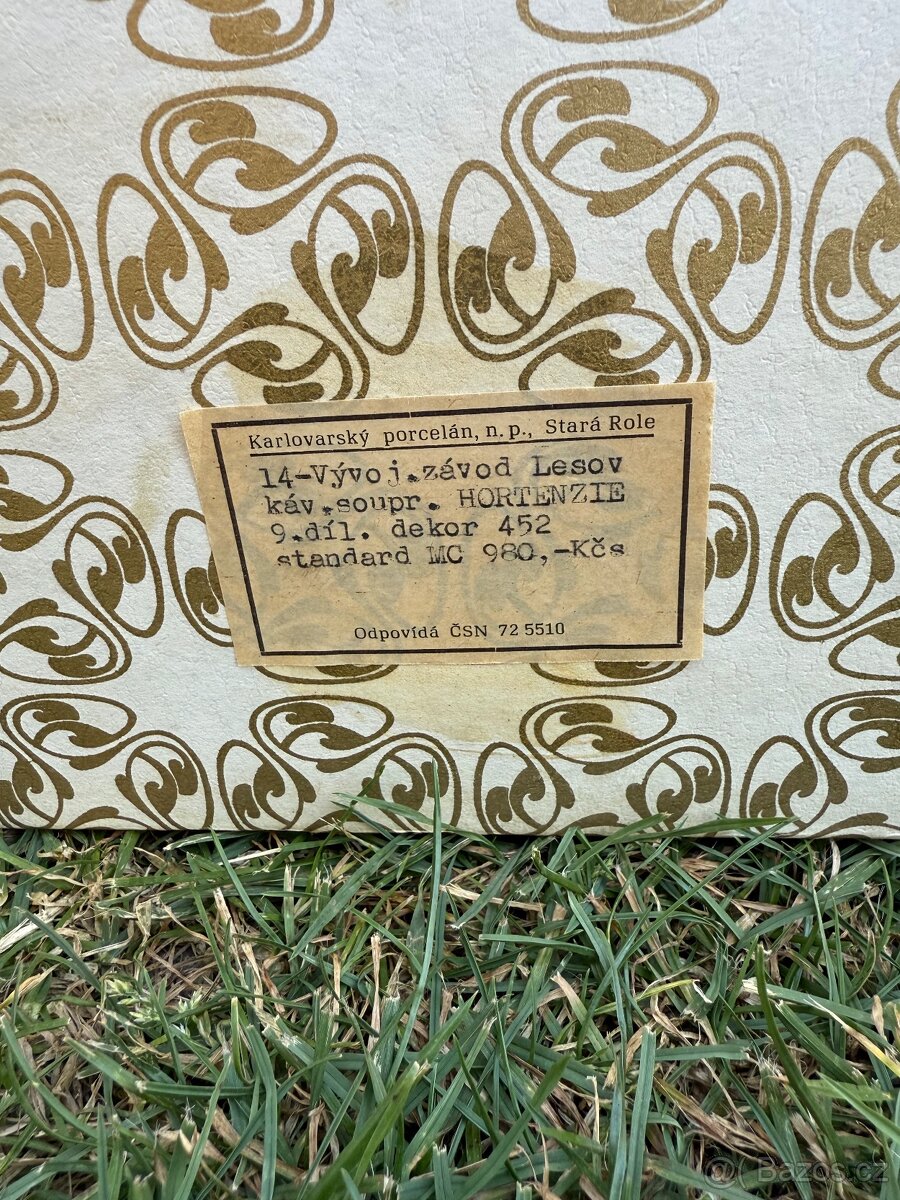 Karlovarský porcelán, n. p., Stará Role
14-Vývoj.závod Lesov
káv.soupr. HORTENZIE
9.díl. dekor 452
standard MC 980,-Kčs
Odpovídá ČSN 72 5510
Bazos.cz